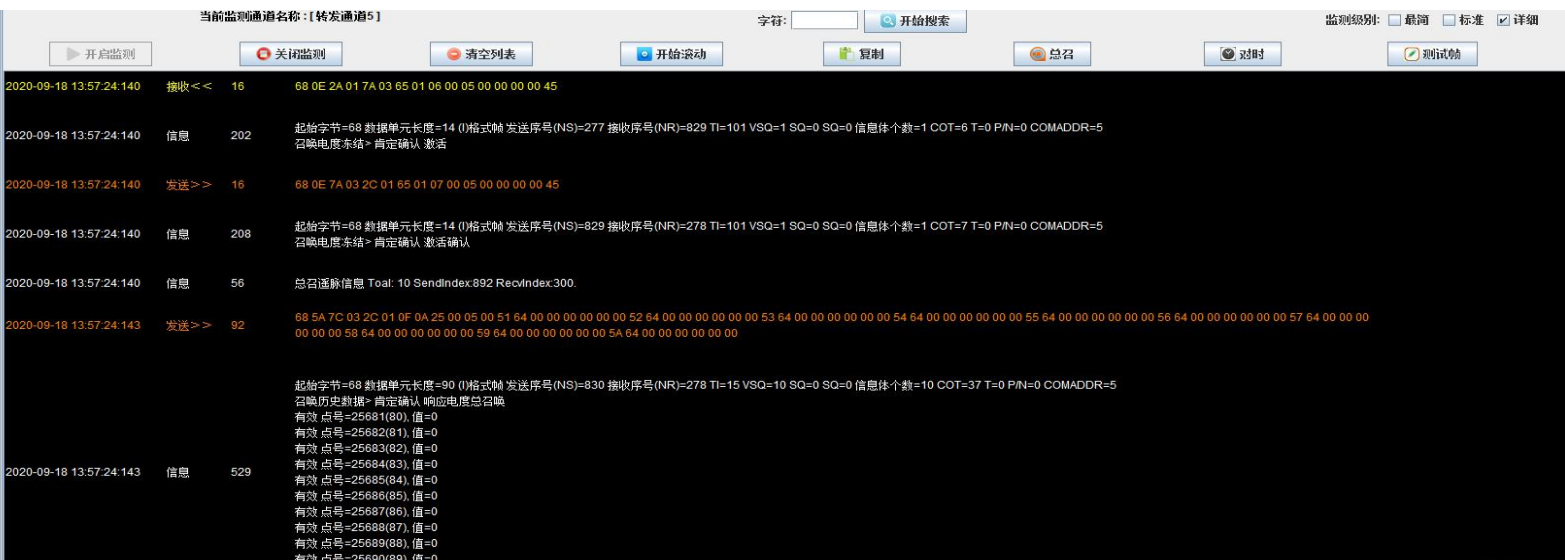 当前监测通道名称 : [ 转发通道5 ] 字符: 开始搜索 监测级别: 最简 标准 详细
开启监测 关闭监测 清空列表 开始滚动 复制 总召 对时 测试帧
2020-09-18 13:57:24:140 接收<< 16 68 0E 2A 01 7A 03 65 01 06 00 05 00 00 00 00 45
2020-09-18 13:57:24:140 信息 202 起始字节=68 数据单元长度=14 (I)格式帧 发送序号(NS)=277 接收序号(NR)=829 TI=101 VSQ=1 SQ=0 SQ=0 信息体个数=1 COT=6 T=0 P/N=0 COMADDR=5
召唤电度冻结> 肯定确认 激活
2020-09-18 13:57:24:140 发送>> 16 68 0E 7A 03 2C 01 65 01 07 00 05 00 00 00 00 45
2020-09-18 13:57:24:140 信息 208 起始字节=68 数据单元长度=14 (I)格式帧 发送序号(NS)=829 接收序号(NR)=278 TI=101 VSQ=1 SQ=0 SQ=0 信息体个数=1 COT=7 T=0 P/N=0 COMADDR=5
召唤电度冻结> 肯定确认 激活确认
2020-09-18 13:57:24:140 信息 56 总召遥脉信息 Toal: 10 SendIndex:892 RecvIndex:300.
2020-09-18 13:57:24:143 发送>> 92 68 5A 7C 03 2C 01 0F 0A 25 00 05 00 51 64 00 00 00 00 00 00 52 64 00 00 00 00 00 00 53 64 00 00 00 00 00 00 54 64 00 00 00 00 00 00 55 64 00 00 00 00 00 00 56 64 00 00 00 00 00 00 57 64 00 00 00
00 00 00 58 64 00 00 00 00 00 00 59 64 00 00 00 00 00 00 5A 64 00 00 00 00 00 00
起始字节=68 数据单元长度=90 (I)格式帧 发送序号(NS)=830 接收序号(NR)=278 TI=15 VSQ=10 SQ=0 SQ=0 信息体个数=10 COT=37 T=0 P/N=0 COMADDR=5
召唤历史数据> 肯定确认 响应电度总召唤
有效 点号=25681(80), 值=0
有效 点号=25682(81), 值=0
有效 点号=25683(82), 值=0
有效 点号=25684(83), 值=0
2020-09-18 13:57:24:143 信息 529 有效 点号=25685(84), 值=0
有效 点号=25686(85), 值=0
有效 点号=25687(86), 值=0
有效 点号=25688(87), 值=0
有效 点号=25689(88), 值=0
有效 点号=25690(89), 值=0